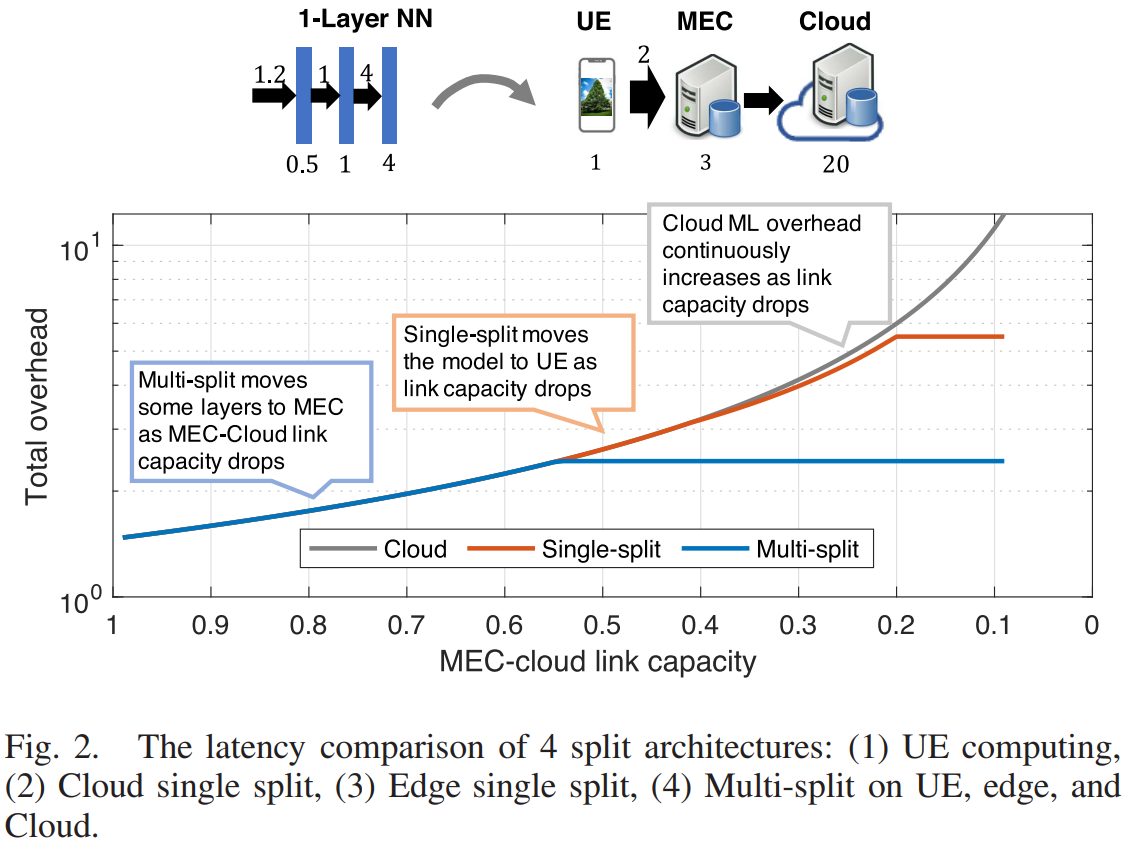 1-Layer NN
UE
MEC
Cloud
1.2
1
4
2
0.5
1
4
1
3
20
Cloud ML overhead
continuously
increases as link
capacity drops
Single-split moves
the model to UE as
link capacity drops
Multi-split moves
some layers to MEC
as MEC-Cloud link
capacity drops
Total overhead
10¹
10⁰
Cloud
Single-split
Multi-split
1
0.9
0.8
0.7
0.6
0.5
0.4
0.3
0.2
0.1
0
MEC-cloud link capacity
Fig. 2. The latency comparison of 4 split architectures: (1) UE computing,
(2) Cloud single split, (3) Edge single split, (4) Multi-split on UE, edge, and
Cloud.